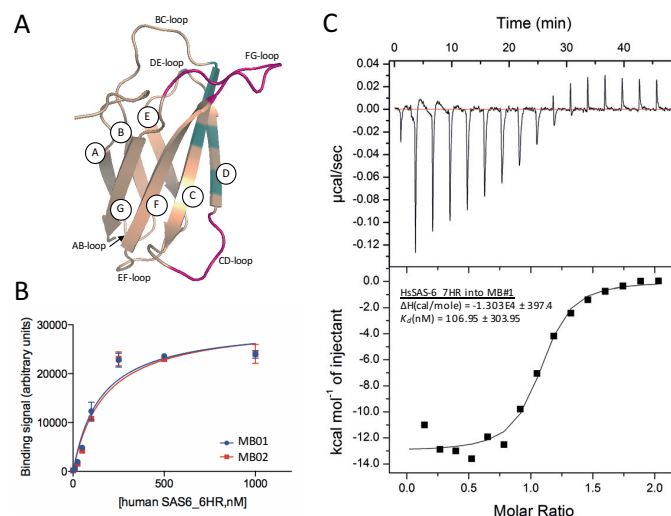 A
BC-loop
DE-loop
FG-loop
E
B
A
D
C
G
F
AB-loop
CD-loop
EF-loop
B
30000
20000
10000
0
Binding signal (arbitrary units)
MB01
MB02
0
500
1000
[human SAS6_6HR,nM]
C
Time (min)
0
10
20
30
40
0.04
0.02
0.00
-0.02
-0.04
-0.06
-0.08
-0.10
-0.12
µcal/sec
0.0
-2.0
-4.0
-6.0
-8.0
-10.0
-12.0
-14.0
kcal mol⁻¹ of injectant
HsSAS-6_7HR into MB#1
ΔH(cal/mole) = -1.303E4 ± 397.4
Kd(nM) = 106.95 ± 303.95
0.0
0.5
1.0
1.5
2.0
Molar Ratio